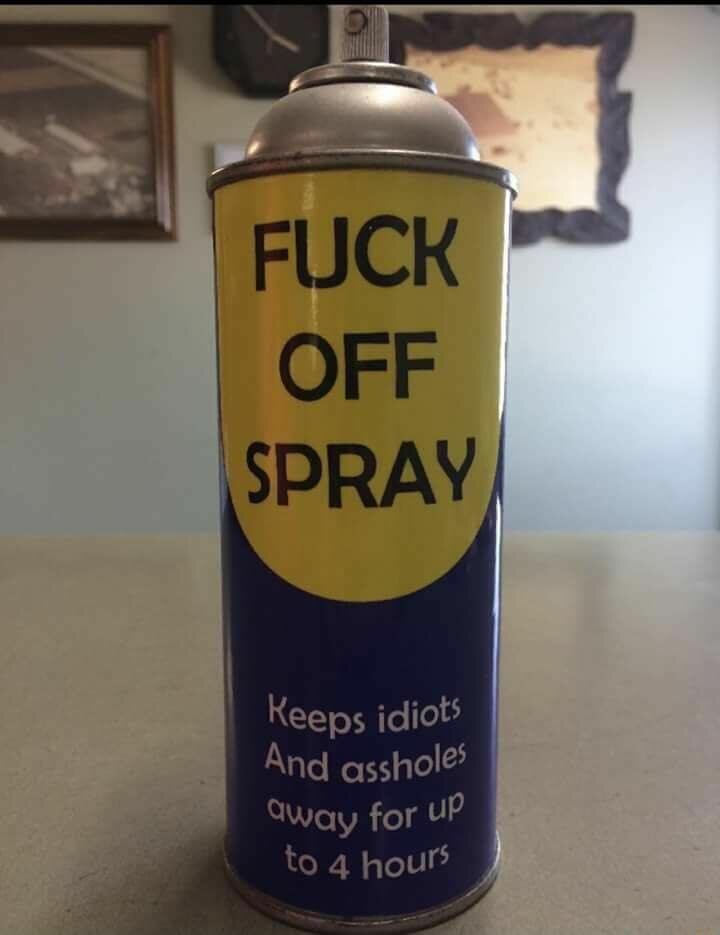 FUCK
OFF
SPRAY
Keeps idiots
And assholes
away for up
to 4 hours